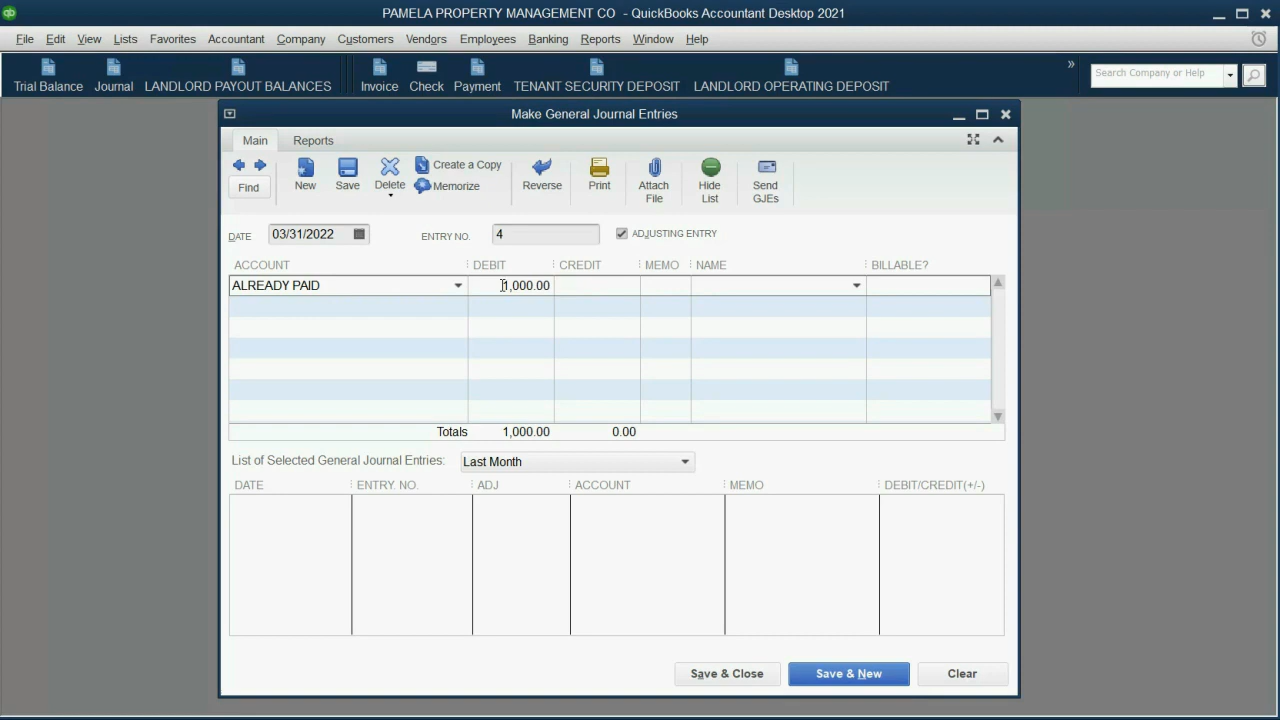 PAMELA PROPERTY MANAGEMENT CO - QuickBooks Accountant Desktop 2021
File Edit View Lists Favorites Accountant Company Customers Vendors Employees Banking Reports Window Help
Trial Balance Journal LANDLORD PAYOUT BALANCES Invoice Check Payment TENANT SECURITY DEPOSIT LANDLORD OPERATING DEPOSIT » Search Company or Help
Make General Journal Entries
Main Reports
Find New Save Delete Create a Copy Memorize Reverse Print Attach File Hide List Send GJEs
DATE 03/31/2022 ENTRY NO. 4 ADJUSTING ENTRY
ACCOUNT DEBIT CREDIT MEMO NAME BILLABLE?
ALREADY PAID 1,000.00
Totals 1,000.00 0.00
List of Selected General Journal Entries: Last Month
DATE ENTRY. NO. ADJ ACCOUNT MEMO DEBIT/CREDIT(+/-)
Save & Close Save & New Clear